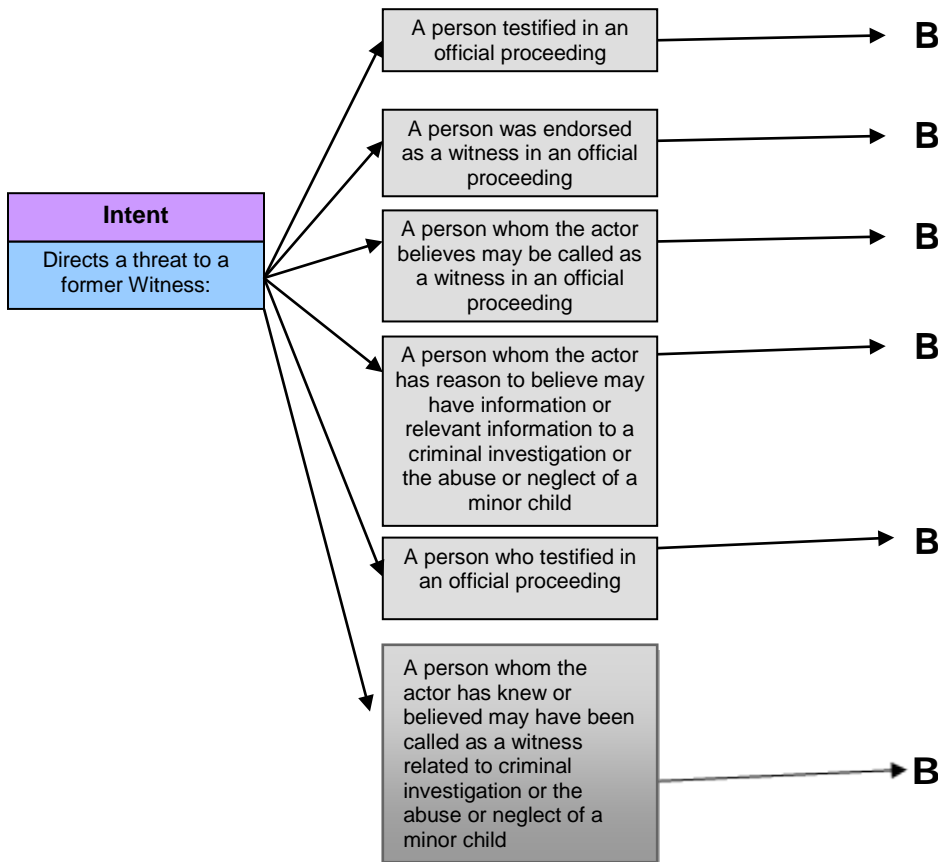 A person testified in an
official proceeding
B
A person was endorsed
as a witness in an official
proceeding
B
Intent
Directs a threat to a
former Witness:
A person whom the actor
believes may be called as
a witness in an official
proceeding
B
A person whom the actor
has reason to believe may
have information or
relevant information to a
criminal investigation or
the abuse or neglect of a
minor child
B
A person who testified in
an official proceeding
B
A person whom the
actor has knew or
believed may have been
called as a witness
related to criminal
investigation or the
abuse or neglect of a
minor child
B